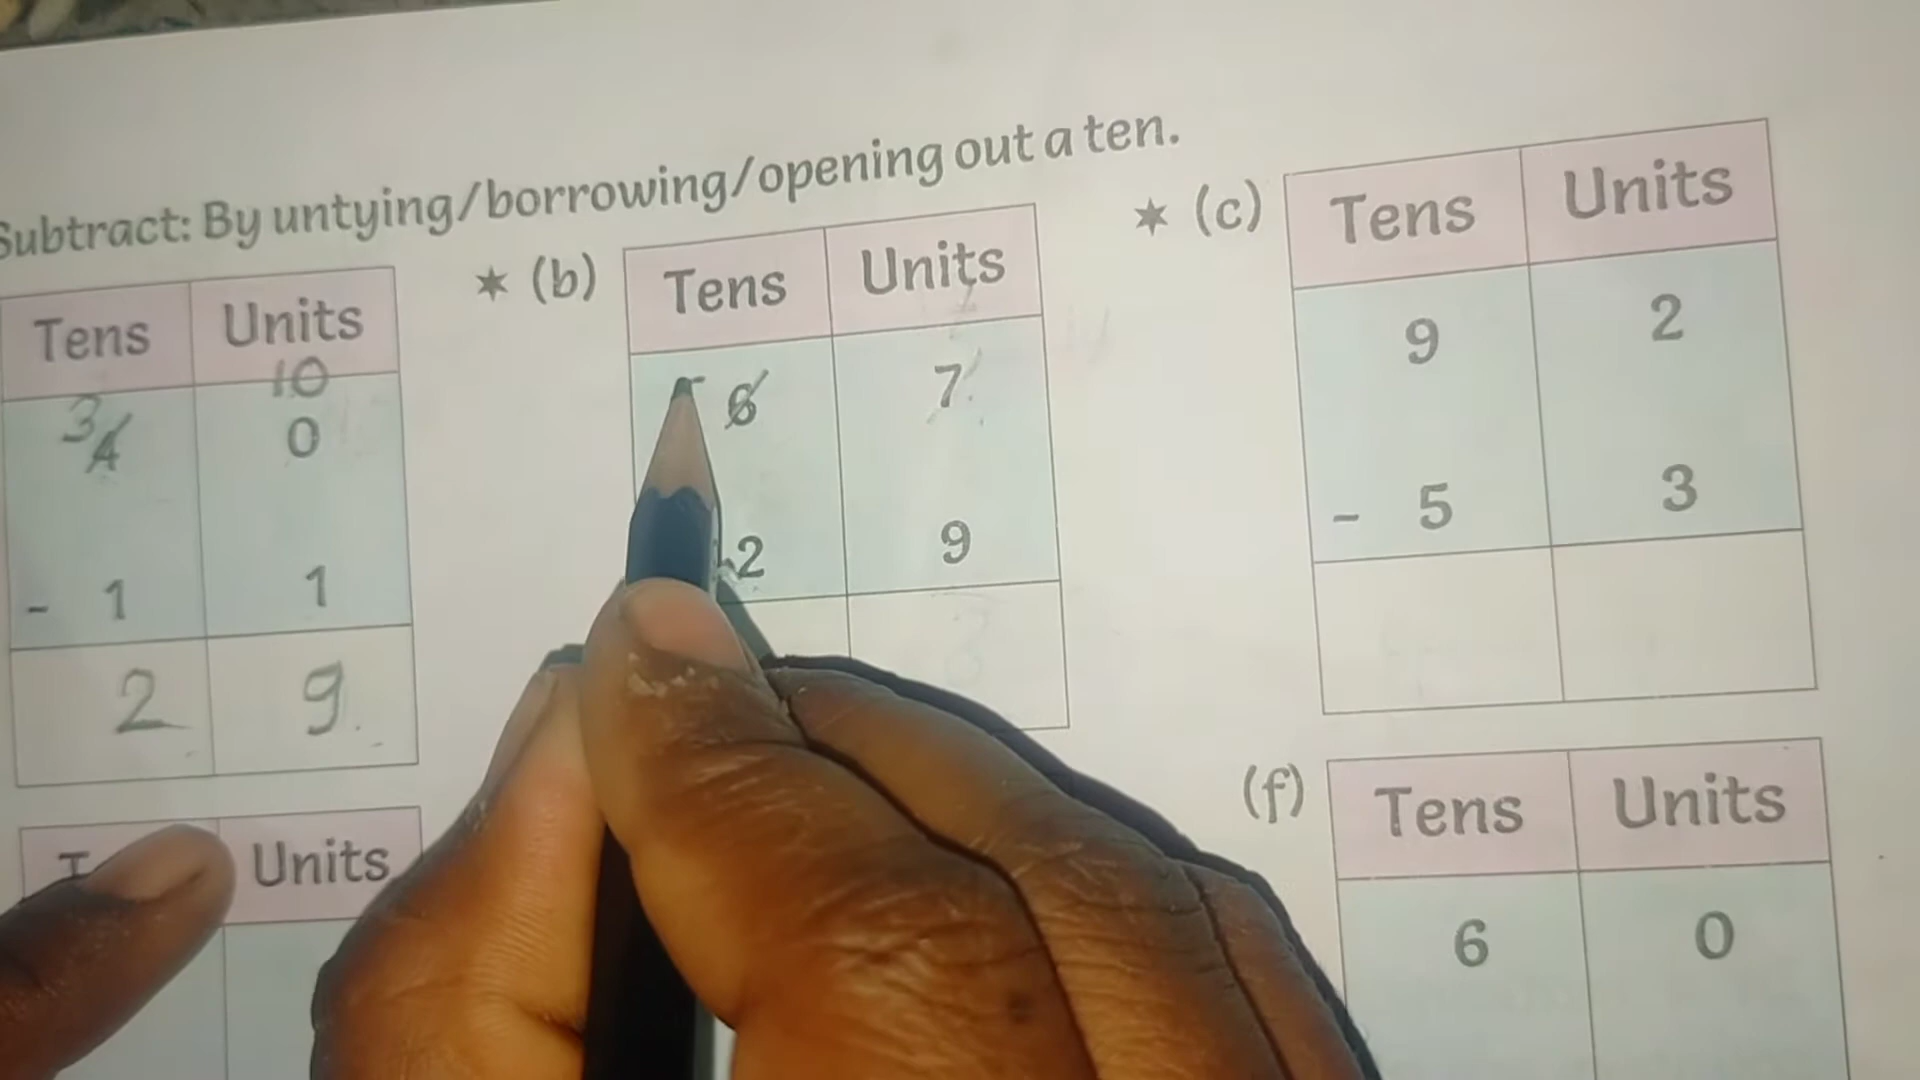 Subtract: By untying/borrowing/opening out a ten.
Tens Units
10
3 4 0
- 1 1
2 9
★ (b) Tens Units
5 6 7
2 9
★ (c) Tens Units
9 2
- 5 3
Units
(f) Tens Units
6 0